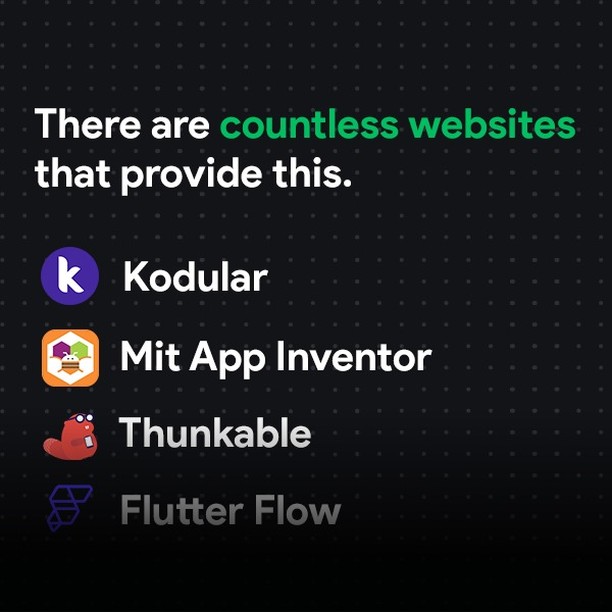 There are countless websites
that provide this.
k
Kodular
Mit App Inventor
Thunkable
Flutter Flow